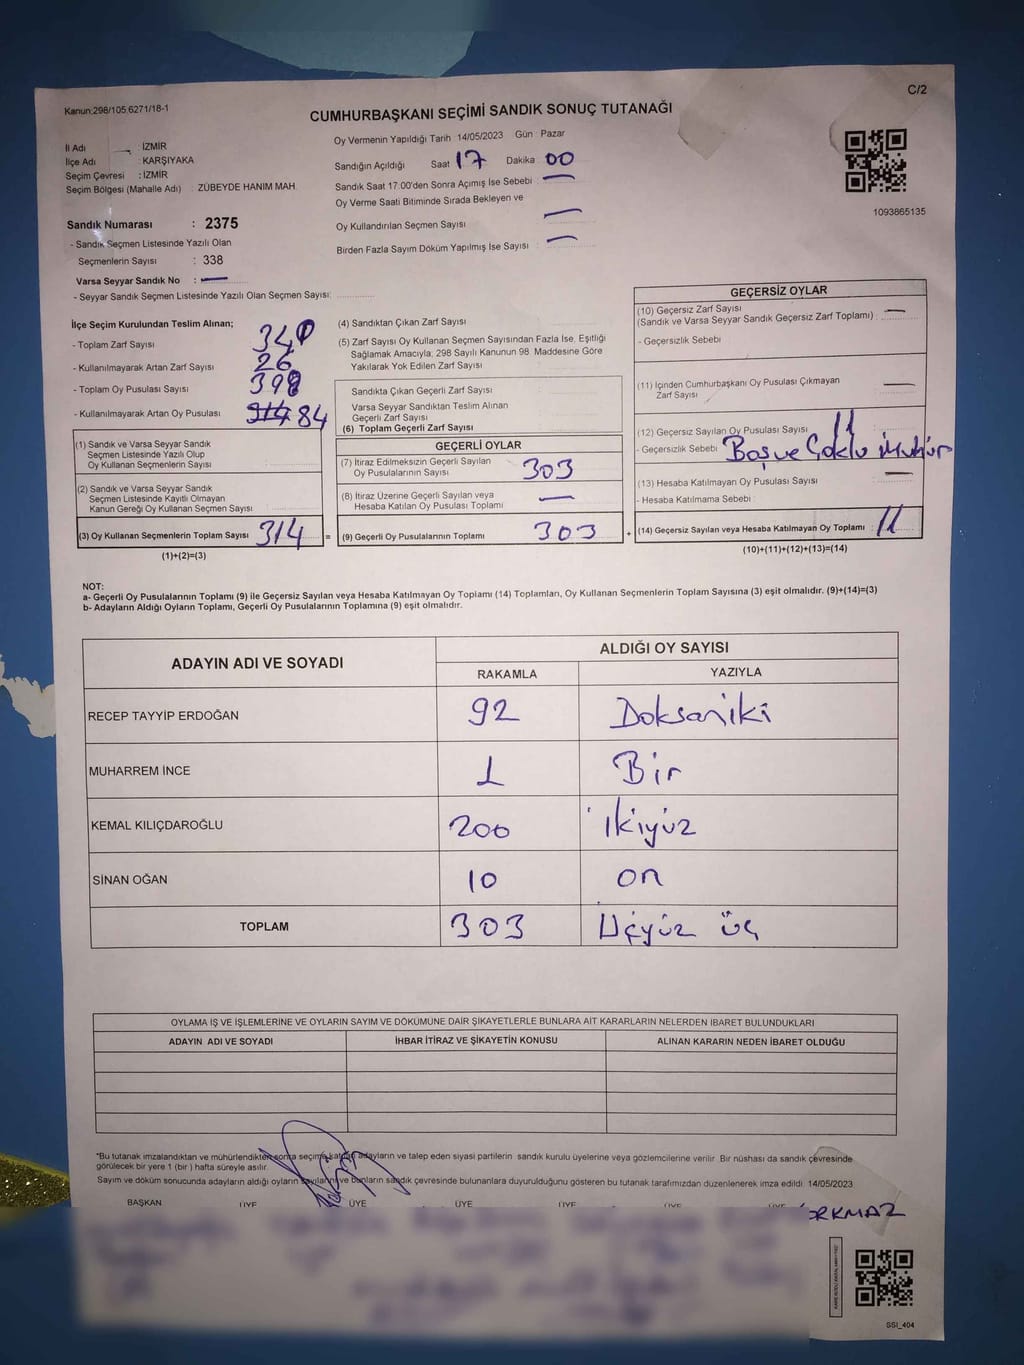 Kanun:298/105,6271/18-1
C/2
CUMHURBAŞKANI SEÇİMİ SANDIK SONUÇ TUTANAĞI
İl Adı : İZMİR
İlçe Adı : KARŞIYAKA
Seçim Çevresi : İZMİR
Seçim Bölgesi (Mahalle Adı) : ZÜBEYDE HANIM MAH.
Sandık Numarası : 2375
- Sandık Seçmen Listesinde Yazılı Olan
Seçmenlerin Sayısı : 338
Varsa Seyyar Sandık No :
- Seyyar Sandık Seçmen Listesinde Yazılı Olan Seçmen Sayısı:
Oy Vermenin Yapıldığı Tarih 14/05/2023 Gün : Pazar
Sandığın Açıldığı Saat 17 Dakika 00
Sandık Saat 17:00'den Sonra Açımış İse Sebebi :
Oy Verme Saati Bitiminde Sırada Bekleyen ve
Oy Kullandırılan Seçmen Sayısı
Birden Fazla Sayım Döküm Yapılmış İse Sayısı :
1093865135
İlçe Seçim Kurulundan Teslim Alınan;
- Toplam Zarf Sayısı 340
- Kullanılmayarak Artan Zarf Sayısı 26
- Toplam Oy Pusulası Sayısı 398
- Kullanılmayarak Artan Oy Pusulası 314 84
(1) Sandık ve Varsa Seyyar Sandık
Seçmen Listesinde Yazılı Olup
Oy Kullanan Seçmenlerin Sayısı :
(2) Sandık ve Varsa Seyyar Sandık
Seçmen Listesinde Kayıtlı Olmayan
Kanun Gereği Oy Kullanan Seçmen Sayısı :
(3) Oy Kullanan Seçmenlerin Toplam Sayısı 314 =
(1)+(2)=(3)
(4) Sandıktan Çıkan Zarf Sayısı
(5) Zarf Sayısı Oy Kullanan Seçmen Sayısından Fazla İse, Eşitliği
Sağlamak Amacıyla; 298 Sayılı Kanunun 98. Maddesine Göre
Yakılarak Yok Edilen Zarf Sayısı
Sandıkta Çıkan Geçerli Zarf Sayısı
Varsa Seyyar Sandıktan Teslim Alınan
Geçerli Zarf Sayısı
(6) Toplam Geçerli Zarf Sayısı
GEÇERLİ OYLAR
(7) İtiraz Edilmeksizin Geçerli Sayılan
Oy Pusulalarının Sayısı : 303
(8) İtiraz Üzerine Geçerli Sayılan veya
Hesaba Katılan Oy Pusulası Toplamı
(9) Geçerli Oy Pusulalarının Toplamı 303 +
GEÇERSİZ OYLAR
(10) Geçersiz Zarf Sayısı
(Sandık ve Varsa Seyyar Sandık Geçersiz Zarf Toplamı) :
- Geçersizlik Sebebi
(11) İçinden Cumhurbaşkanı Oy Pusulası Çıkmayan
Zarf Sayısı
(12) Geçersiz Sayılan Oy Pusulası Sayısı 11
- Geçersizlik Sebebi Boş ve Çoklu Mühür
(13) Hesaba Katılmayan Oy Pusulası Sayısı
- Hesaba Katılmama Sebebi
(14) Geçersiz Sayılan veya Hesaba Katılmayan Oy Toplamı 11
(10)+(11)+(12)+(13)=(14)
NOT:
a- Geçerli Oy Pusulalarının Toplamı (9) ile Geçersiz Sayılan veya Hesaba Katılmayan Oy Toplamı (14) Toplamları, Oy Kullanan Seçmenlerin Toplam Sayısına (3) eşit olmalıdır. (9)+(14)=(3)
b- Adayların Aldığı Oyların Toplamı, Geçerli Oy Pusulalarının Toplamına (9) eşit olmalıdır.
ADAYIN ADI VE SOYADI
ALDIĞI OY SAYISI
RAKAMLA YAZIYLA
RECEP TAYYİP ERDOĞAN 92 Doksaniki
MUHARREM İNCE 1 Bir
KEMAL KILIÇDAROĞLU 200 İkiyüz
SİNAN OĞAN 10 on
TOPLAM 303 Üçyüz üç
OYLAMA İŞ VE İŞLEMLERİNE VE OYLARIN SAYIM VE DÖKÜMÜNE DAİR ŞİKAYETLERLE BUNLARA AİT KARARLARIN NELERDEN İBARET BULUNDUKLARI
ADAYIN ADI VE SOYADI İHBAR İTİRAZ VE ŞİKAYETİN KONUSU ALINAN KARARIN NEDEN İBARET OLDUĞU
*Bu tutanak imzalandıktan ve mühürlendikten sonra seçime katılan adayların ve talep eden siyasi partilerin sandık kurulu üyelerine veya gözlemcilerine verilir. Bir nüshası da sandık çevresinde
görülecek bir yere 1 (bir) hafta süreyle asılır.
Sayım ve döküm sonucunda adayların aldığı oyların sayılarını ve bunların sandık çevresinde bulunanlara duyurulduğunu gösteren bu tutanak tarafımızdan düzenlenerek imza edildi. 14/05/2023
BAŞKAN ÜYE ÜYE ÜYE ÜYE ÜYE ÜYE
ORKMAZ
SSI_404